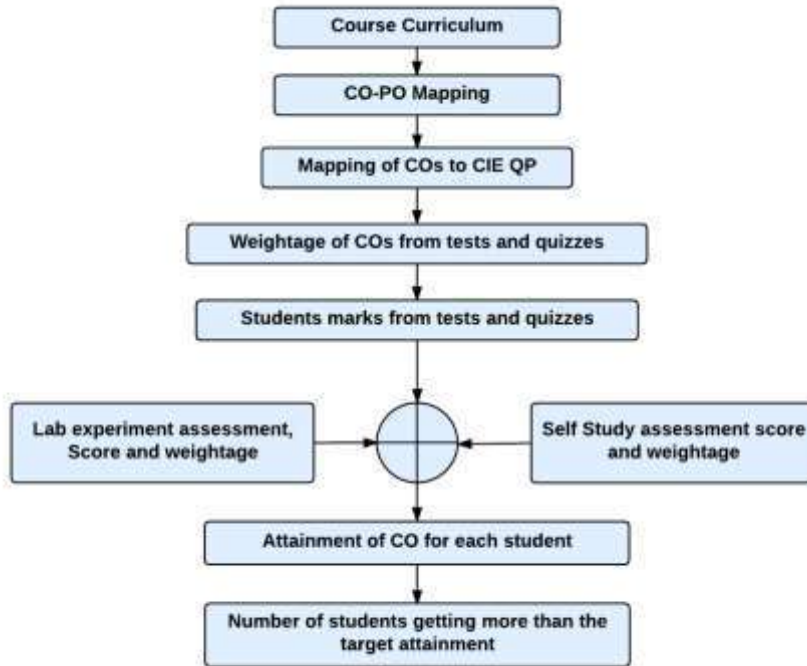 Course Curriculum
CO-PO Mapping
Mapping of COs to CIE QP
Weightage of COs from tests and quizzes
Students marks from tests and quizzes
Lab experiment assessment,
Score and weightage
Self Study assessment score
and weightage
Attainment of CO for each student
Number of students getting more than the
target attainment